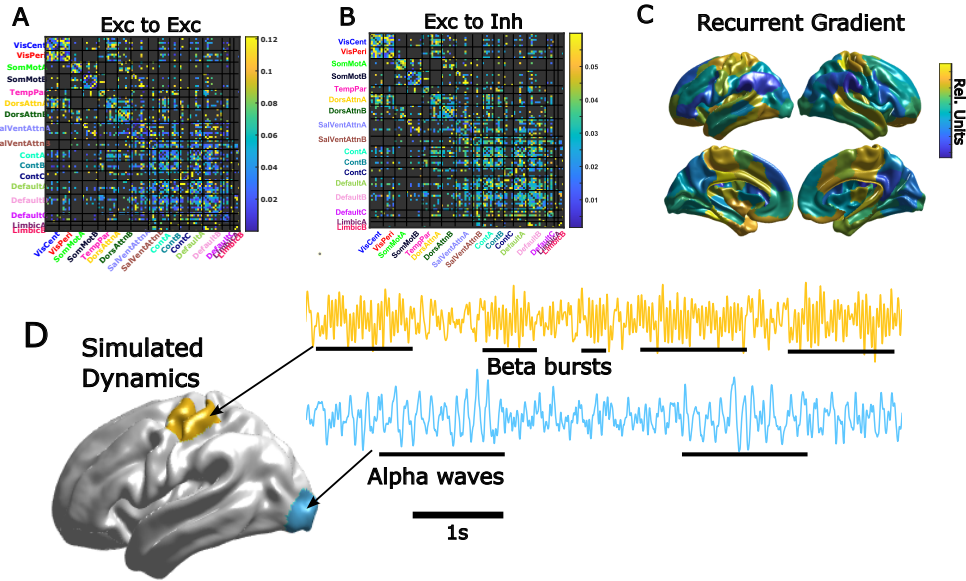 A
Exc to Exc
VisCent
VisPeri
SomMotA
SomMotB
TempPar
DorsAttnA
DorsAttnB
SalVentAttnA
SalVentAttnB
ContA
ContB
ContC
DefaultA
DefaultB
DefaultC
LimbicA
LimbicB
VisCent
VisPeri
SomMotA
SomMotB
TempPar
DorsAttnA
DorsAttnB
SalVentAttnA
SalVentAttnB
ContA
ContB
ContC
DefaultA
DefaultB
DefaultC
LimbicA
LimbicB
0.12
0.1
0.08
0.06
0.04
0.02
B
Exc to Inh
VisCent
VisPeri
SomMotA
SomMotB
TempPar
DorsAttnA
DorsAttnB
SalVentAttnA
SalVentAttnB
ContA
ContB
ContC
DefaultA
DefaultB
DefaultC
LimbicA
LimbicB
VisCent
VisPeri
SomMotA
SomMotB
TempPar
DorsAttnA
DorsAttnB
SalVentAttnA
SalVentAttnB
ContA
ContB
ContC
DefaultA
DefaultB
DefaultC
LimbicA
LimbicB
0.05
0.04
0.03
0.02
0.01
C
Recurrent Gradient
Rel. Units
D
Simulated
Dynamics
Beta bursts
Alpha waves
1s